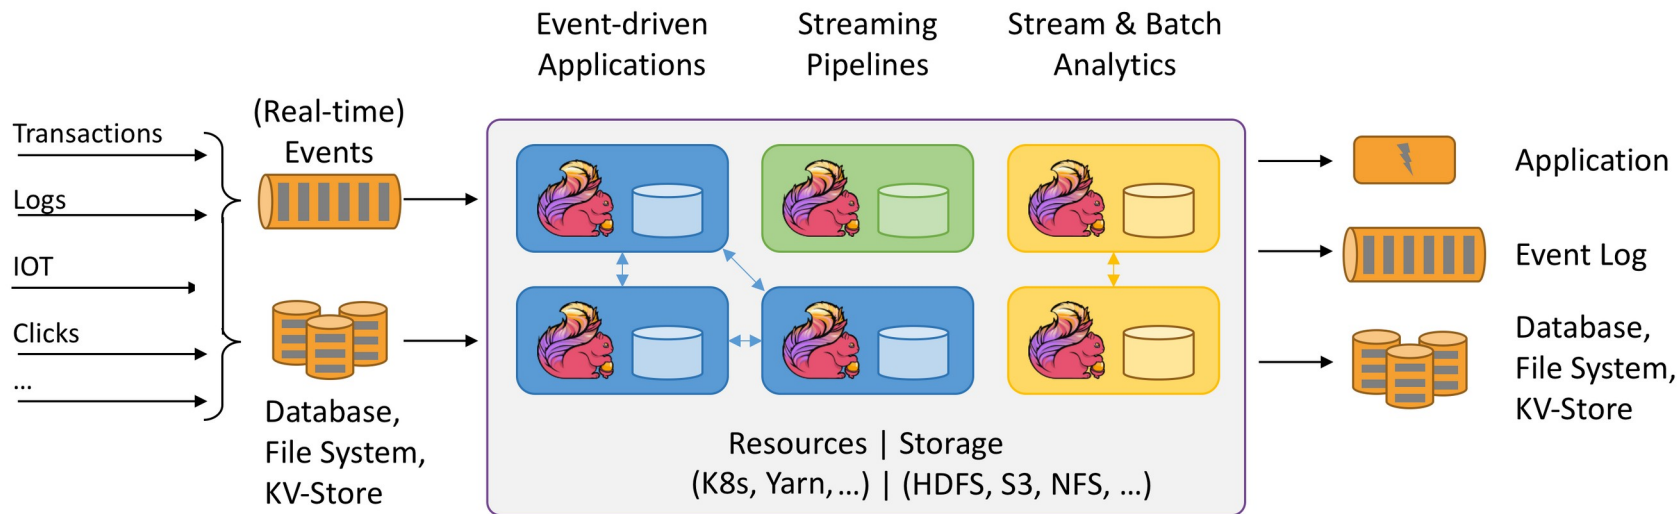 Event-driven
Applications
Streaming
Pipelines
Stream & Batch
Analytics
Transactions
Logs
IOT
Clicks
...
(Real-time)
Events
Database,
File System,
KV-Store
Resources | Storage
(K8s, Yarn, ...) | (HDFS, S3, NFS, ...)
Application
Event Log
Database,
File System,
KV-Store